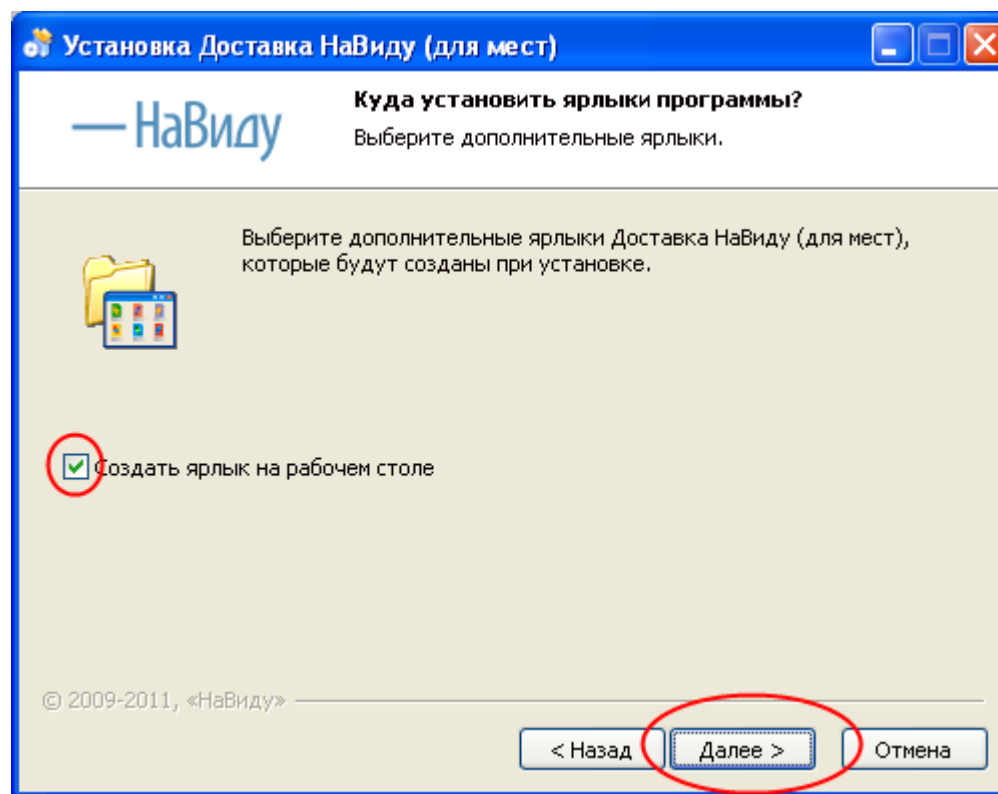 Установка Доставка НаВиду (для мест)
— НаВиду
Куда установить ярлыки программы?
Выберите дополнительные ярлыки.
Выберите дополнительные ярлыки Доставка НаВиду (для мест),
которые будут созданы при установке.
Создать ярлык на рабочем столе
© 2009-2011, «НаВиду»
< Назад
Далее >
Отмена